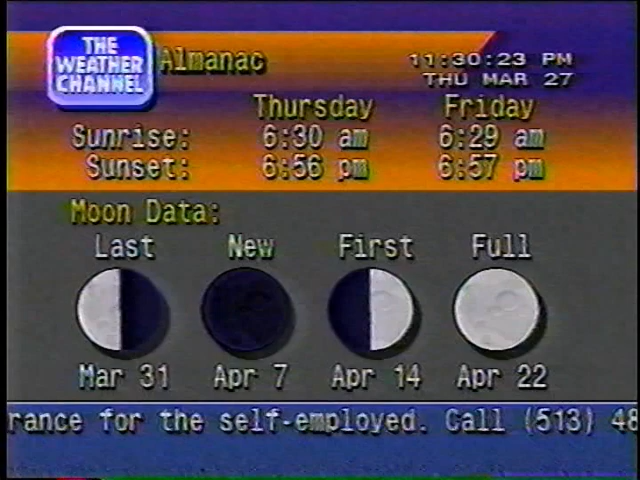 THE
WEATHER
CHANNEL
Almanac
11:30:23 PM
THU MAR 27
Thursday Friday
Sunrise: 6:30 am 6:29 am
Sunset: 6:56 pm 6:57 pm
Moon Data:
Last New First Full
Mar 31 Apr 7 Apr 14 Apr 22
rance for the self-employed. Call (513) 48